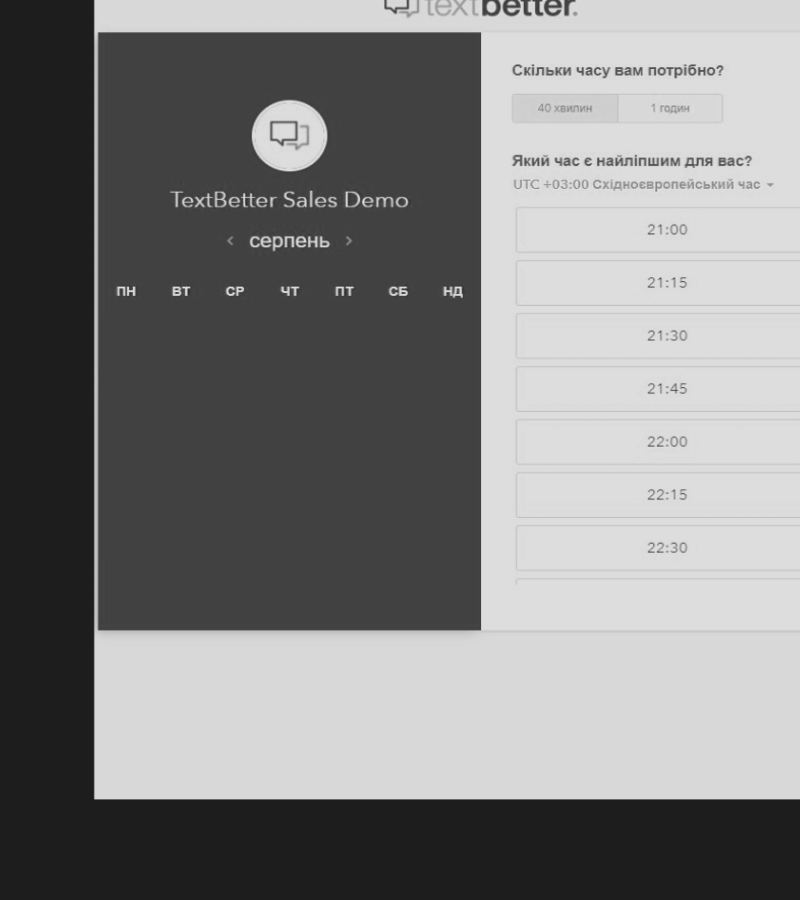 textbetter.
TextBetter Sales Demo
‹ серпень ›
ПН ВТ СР ЧТ ПТ СБ НД
Скільки часу вам потрібно?
40 хвилин 1 годин
Який час є найліпшим для вас?
UTC +03:00 Східноєвропейський час
21:00
21:15
21:30
21:45
22:00
22:15
22:30